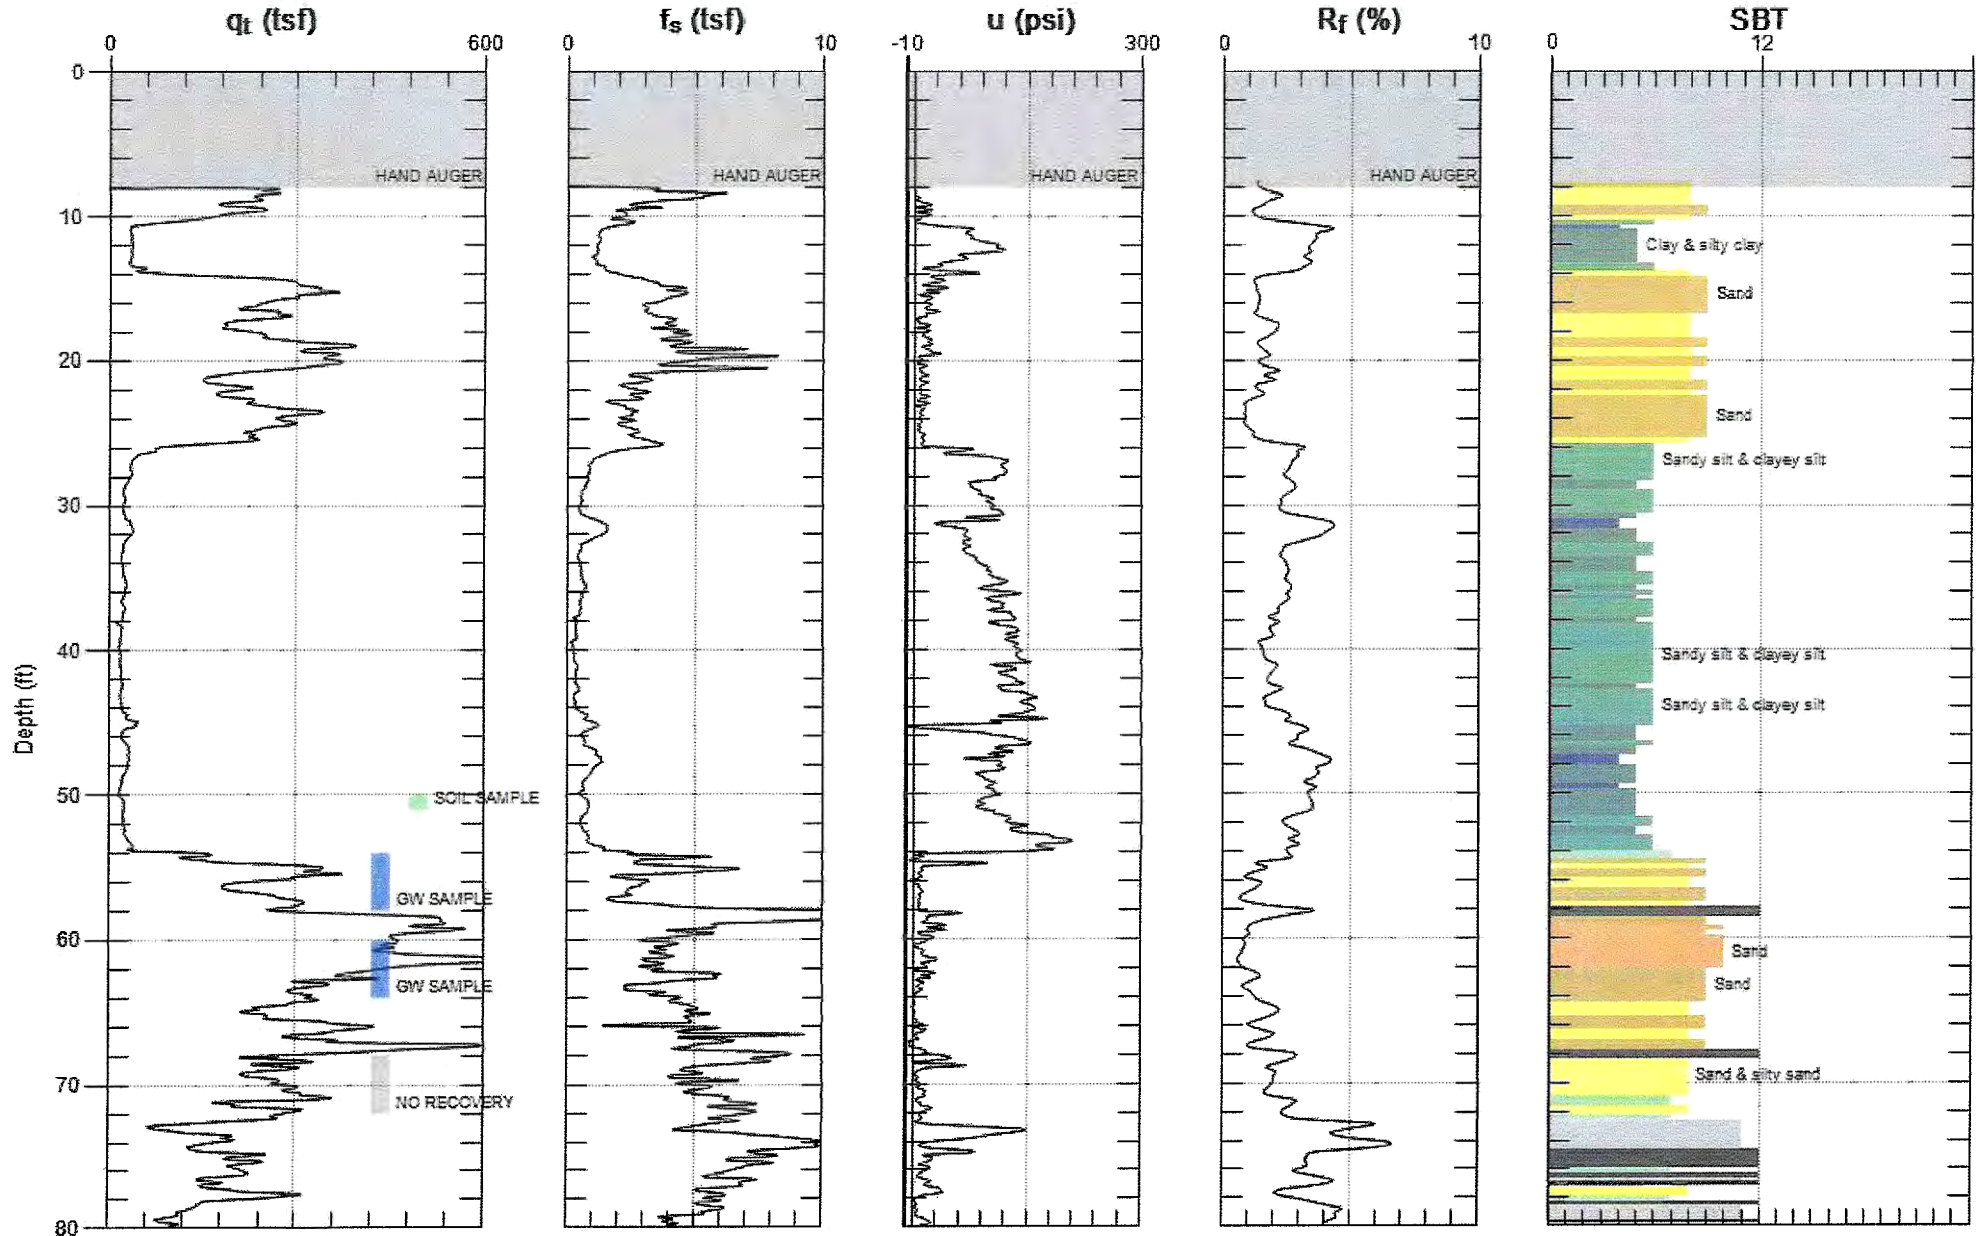 qt (tsf) fs (tsf) u (psi) Rf (%) SBT
0 600 0 10 -10 300 0 10 0 12
0
HAND AUGER HAND AUGER HAND AUGER HAND AUGER
10
Clay & silty clay
Sand
20
Sand
Sandy silt & clayey silt
30
40
Sandy silt & clayey silt
Sandy silt & clayey silt
Depth (ft)
50
SOIL SAMPLE
GW SAMPLE
60
Sand
GW SAMPLE
Sand
70
Sand & silty sand
NO RECOVERY
80